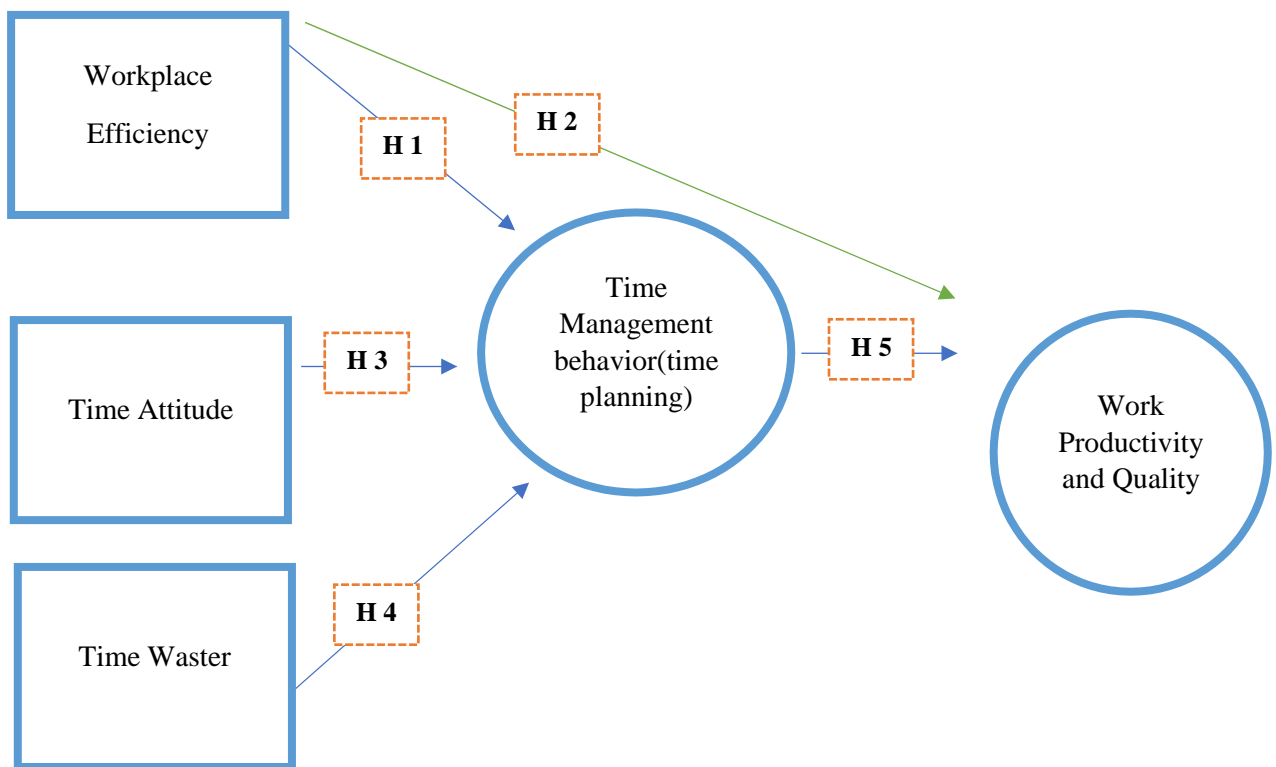 Workplace
Efficiency
H 1
H 2
Time Attitude
H 3
Time
Management
behavior(time
planning)
H 5
Work
Productivity
and Quality
Time Waster
H 4